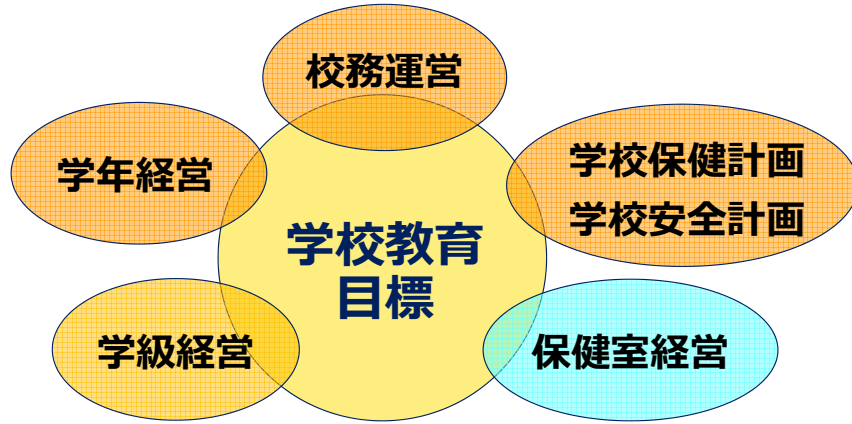 校務運営
学年経営
学校保健計画
学校安全計画
学校教育
目標
学級経営
保健室経営